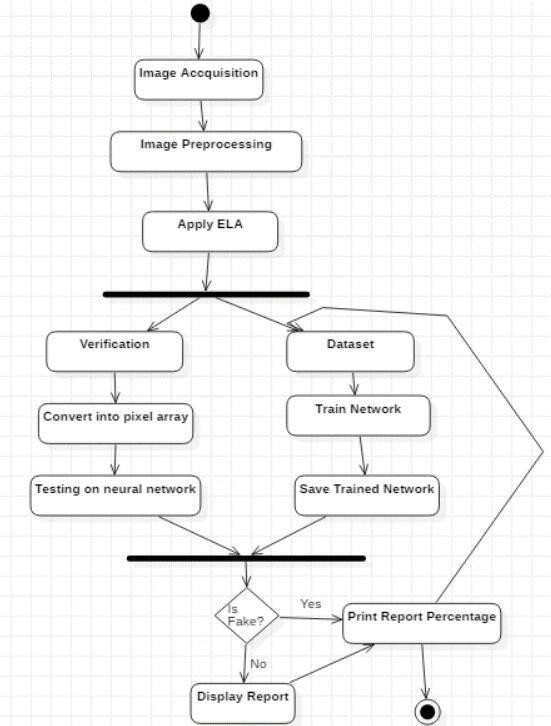 Image Accquisition
Image Preprocessing
Apply ELA
Verification
Dataset
Convert into pixel array
Train Network
Testing on neural network
Save Trained Network
Is
Fake?
Yes
Print Report Percentage
No
Display Report